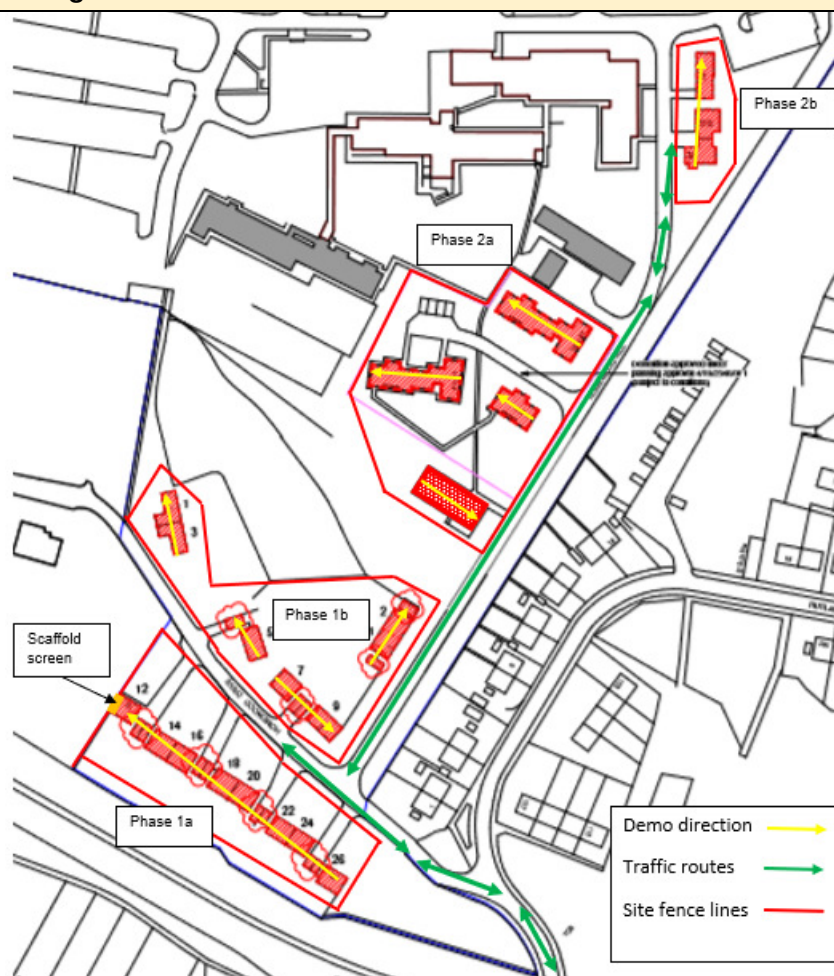 Phase 2b
Phase 2a
1
3
Phase 1b
2
5
7
9
Scaffold
screen
12
14
16
18
20
22
24
26
Phase 1a
Demo direction
Traffic routes
Site fence lines